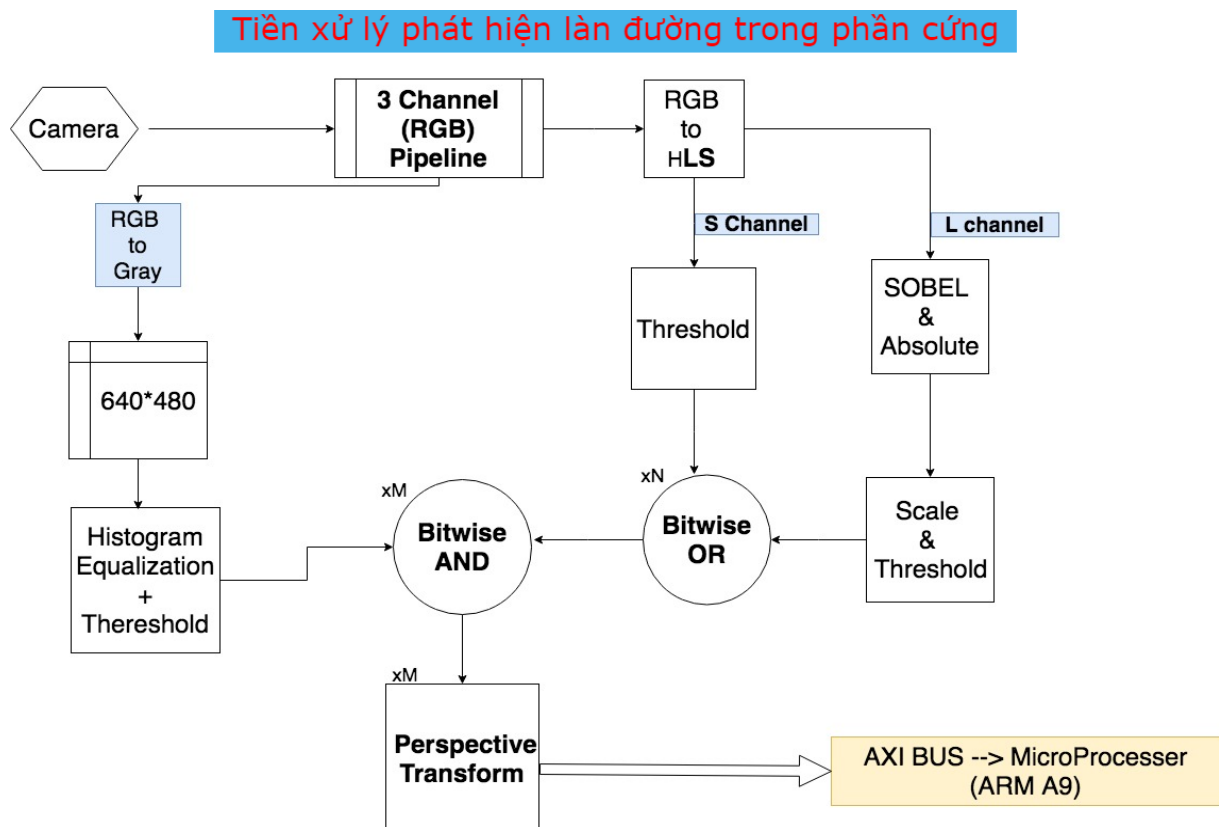 Tiền xử lý phát hiện làn đường trong phần cứng
Camera
3 Channel
(RGB)
Pipeline
RGB
to
HLS
RGB
to
Gray
S Channel
L channel
640*480
Threshold
SOBEL
&
Absolute
Histogram
Equalization
+
Thereshold
xM
Bitwise
AND
xN
Bitwise
OR
Scale
&
Threshold
xM
Perspective
Transform
AXI BUS --> MicroProcesser
(ARM A9)